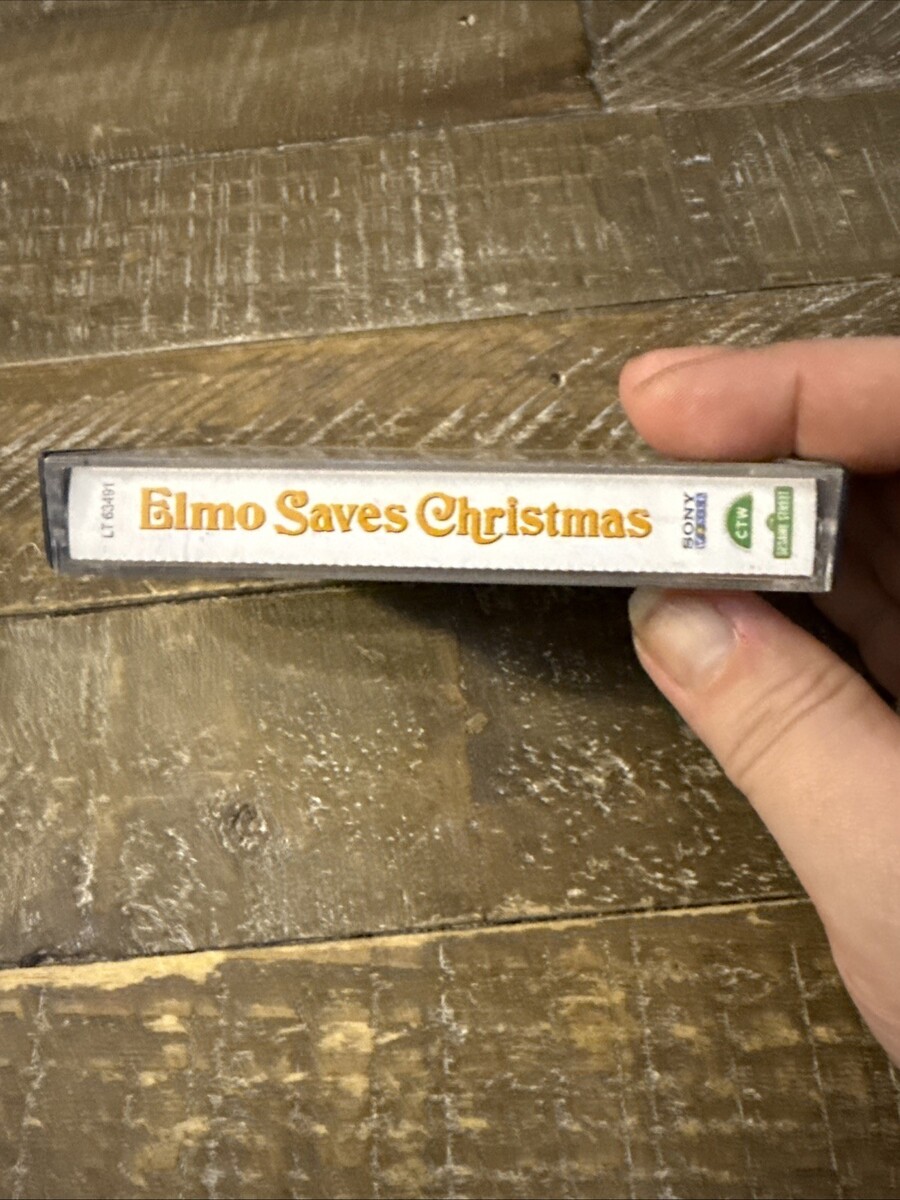 LT 63491
Elmo Saves Christmas
SONY
CTW
SESAME STREET